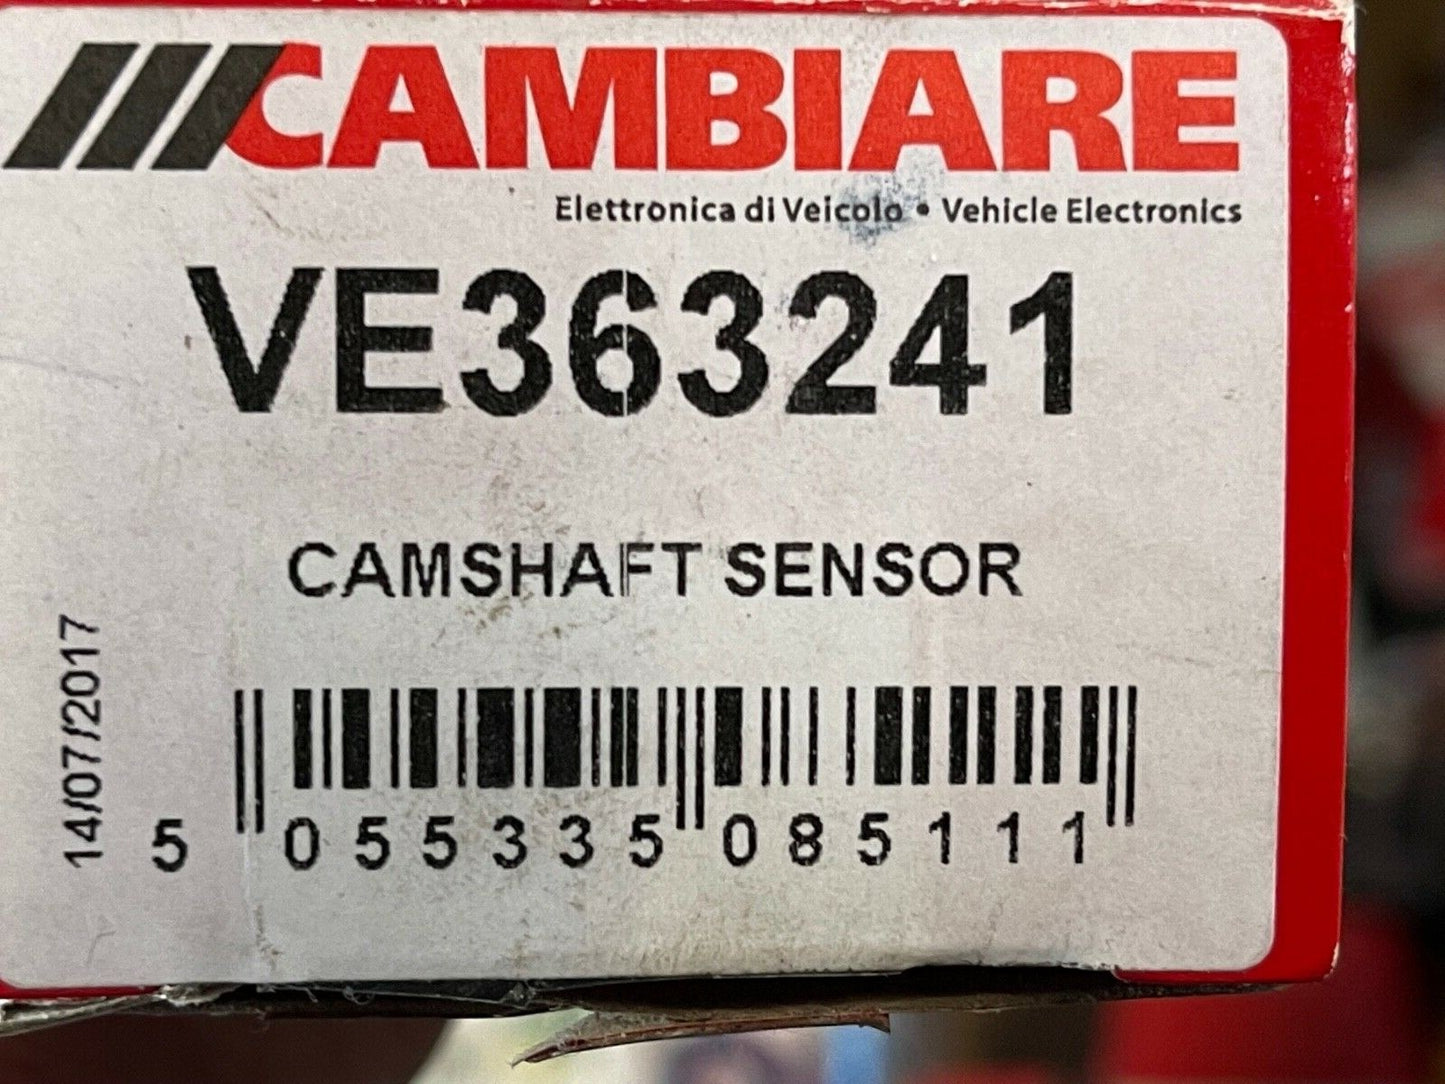 CAMBIARE
Elettronica di Veicolo • Vehicle Electronics
VE363241
CAMSHAFT SENSOR
14/07/2017
5 055335 085111